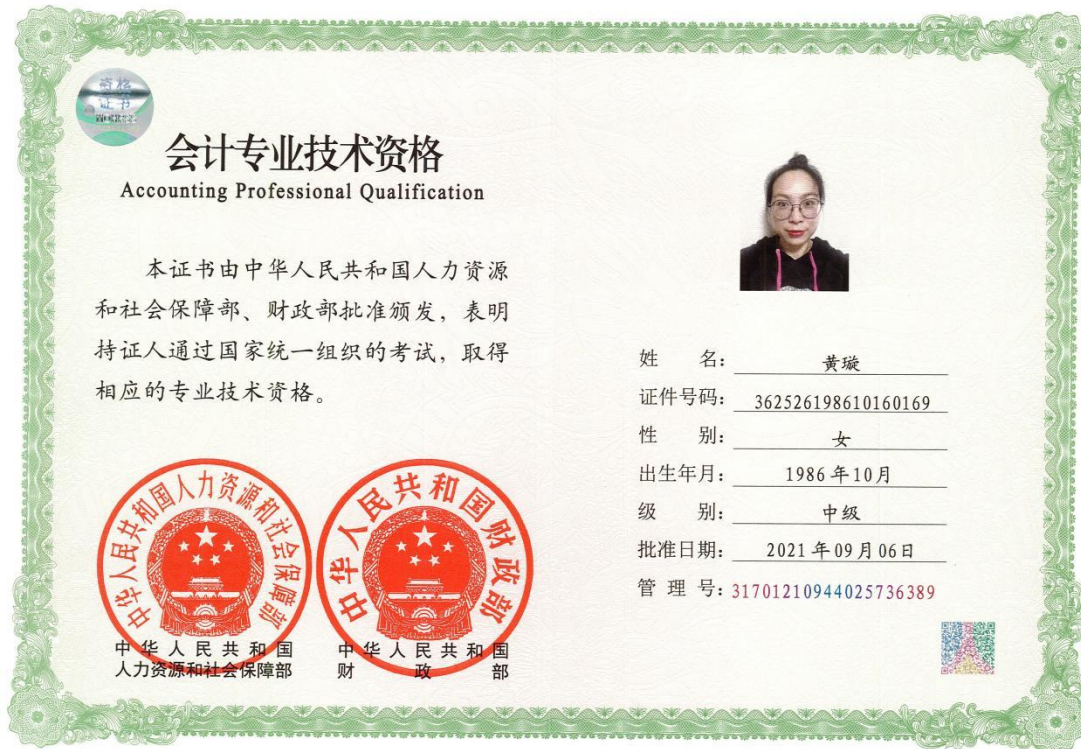 资格
证书
会计专业技术资格
Accounting Professional Qualification
本证书由中华人民共和国人力资源
和社会保障部、财政部批准颁发，表明
持证人通过国家统一组织的考试，取得
相应的专业技术资格。
中华人民共和国人力资源和社会保障部
中华人民共和国财政部
中华人民共和国
人力资源和社会保障部
中华人民共和国
财政部
姓 名：黄璇
证件号码：362526198610160169
性 别：女
出生年月：1986年10月
级 别：中级
批准日期：2021年09月06日
管 理 号：31701210944025736389